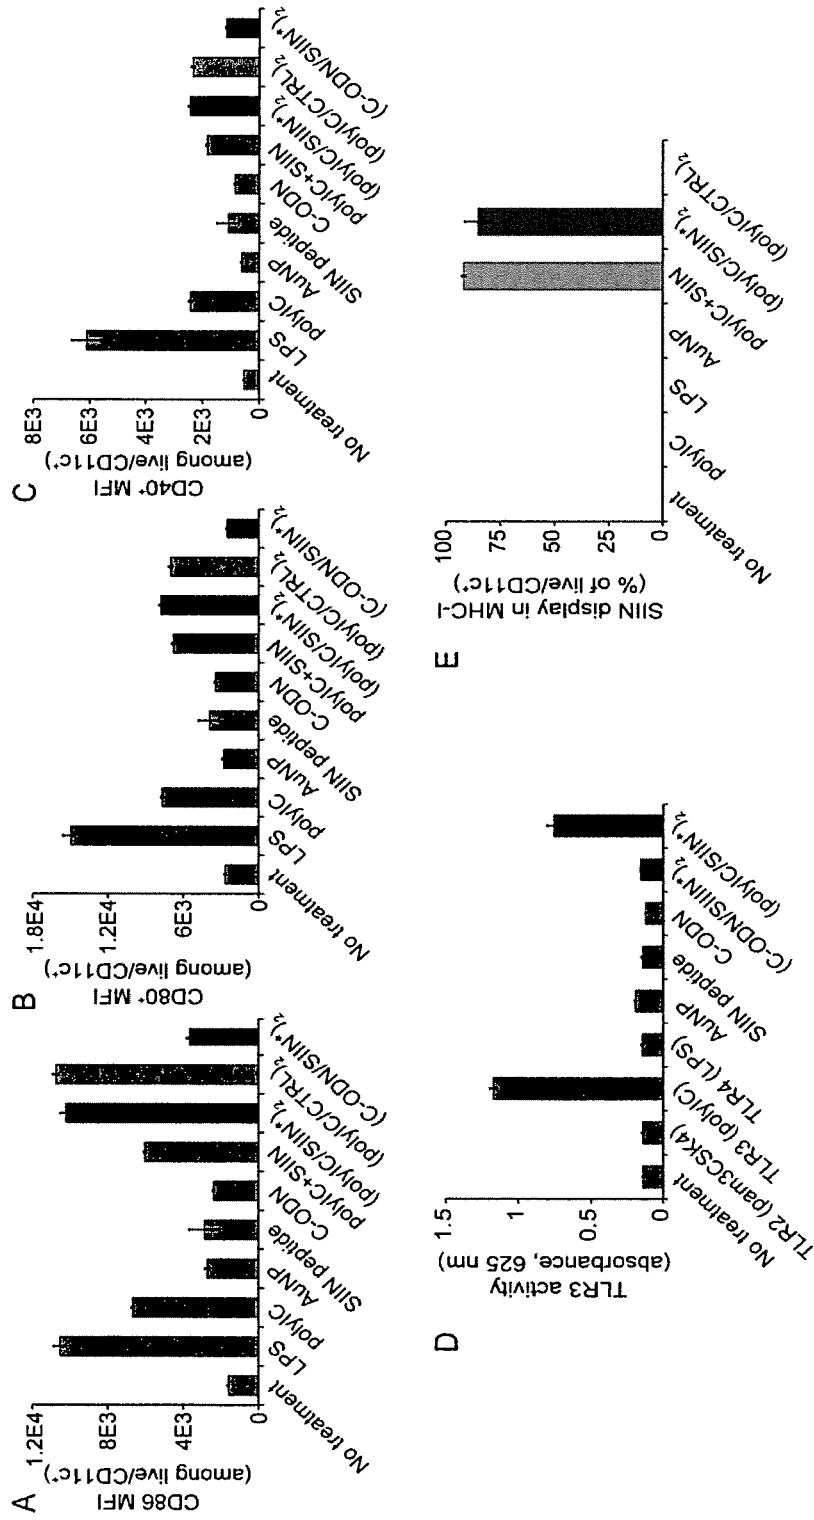 A
CD86 MFI
(among live/CD11c⁺)
1.2E4
8E3
4E3
0
No treatment
LPS
polyIC
AuNP
SIIN peptide
C-ODN
polyIC+SIIN
(polyIC/SIIN*)₂
(polyIC/CTRL)₂
(C-ODN/SIIN*)₂
B
CD80⁺ MFI
(among live/CD11c⁺)
1.8E4
1.2E4
6E3
0
No treatment
LPS
polyIC
AuNP
SIIN peptide
C-ODN
polyIC+SIIN
(polyIC/SIIN*)₂
(polyIC/CTRL)₂
(C-ODN/SIIN*)₂
C
CD40⁺ MFI
(among live/CD11c⁺)
8E3
6E3
4E3
2E3
0
No treatment
LPS
polyIC
AuNP
SIIN peptide
C-ODN
polyIC+SIIN
(polyIC/SIIN*)₂
(polyIC/CTRL)₂
(C-ODN/SIIN*)₂
D
TLR3 activity
(absorbance, 625 nm)
1.5
1
0.5
0
No treatment
TLR2 (pam3CSK4)
TLR3 (polyIC)
TLR4 (LPS)
AuNP
SIIN peptide
C-ODN
(C-ODN/SIIN*)₂
(polyIC/SIIN*)₂
E
SIIN display in MHC-I
(% of live/CD11c⁺)
100
75
50
25
0
No treatment
polyIC
LPS
AuNP
polyIC+SIIN
(polyIC/SIIN*)₂
(polyIC/CTRL)₂